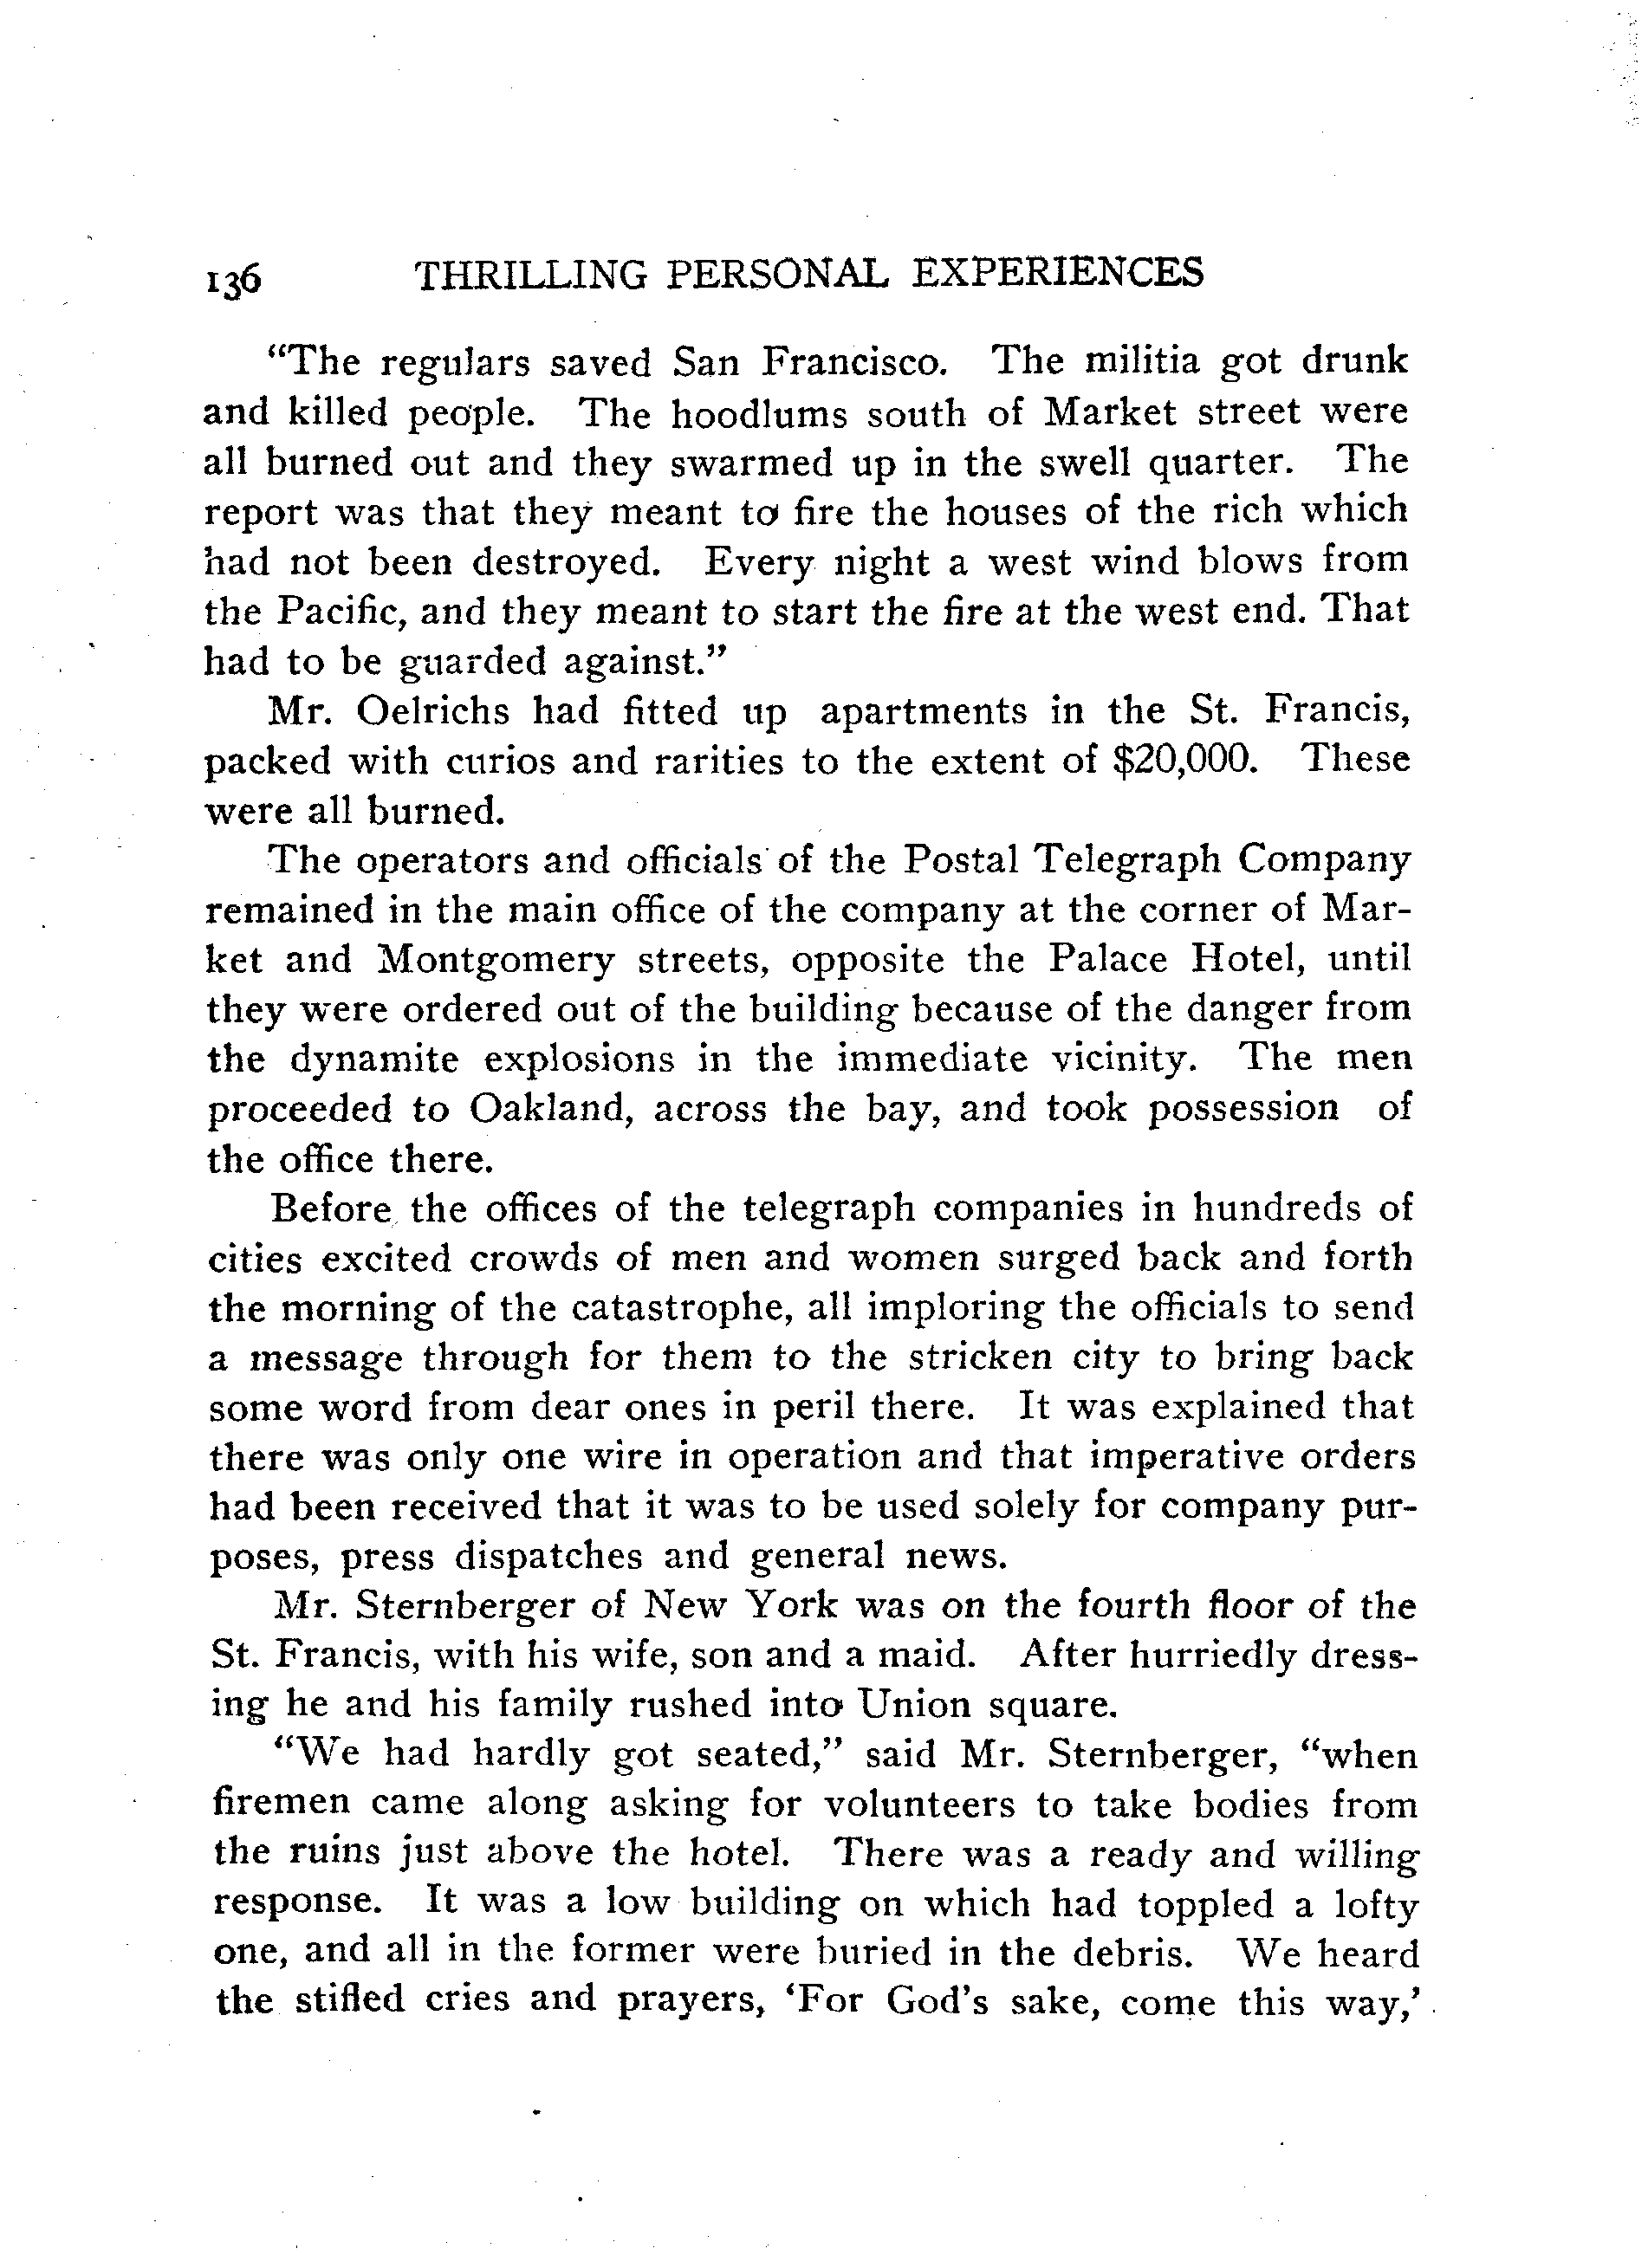 136 THRILLING PERSONAL EXPERIENCES
“The regulars saved San Francisco. The militia got drunk
and killed people. The hoodlums south of Market street were
all burned out and they swarmed up in the swell quarter. The
report was that they meant to fire the houses of the rich which
had not been destroyed. Every night a west wind blows from
the Pacific, and they meant to start the fire at the west end. That
had to be guarded against.”
Mr. Oelrichs had fitted up apartments in the St. Francis,
packed with curios and rarities to the extent of $20,000. These
were all burned.
The operators and officials of the Postal Telegraph Company
remained in the main office of the company at the corner of Mar-
ket and Montgomery streets, opposite the Palace Hotel, until
they were ordered out of the building because of the danger from
the dynamite explosions in the immediate vicinity. The men
proceeded to Oakland, across the bay, and took possession of
the office there.
Before the offices of the telegraph companies in hundreds of
cities excited crowds of men and women surged back and forth
the morning of the catastrophe, all imploring the officials to send
a message through for them to the stricken city to bring back
some word from dear ones in peril there. It was explained that
there was only one wire in operation and that imperative orders
had been received that it was to be used solely for company pur-
poses, press dispatches and general news.
Mr. Sternberger of New York was on the fourth floor of the
St. Francis, with his wife, son and a maid. After hurriedly dress-
ing he and his family rushed into Union square.
“We had hardly got seated,” said Mr. Sternberger, “when
firemen came along asking for volunteers to take bodies from
the ruins just above the hotel. There was a ready and willing
response. It was a low building on which had toppled a lofty
one, and all in the former were buried in the debris. We heard
the stifled cries and prayers, ‘For God’s sake, come this way,’